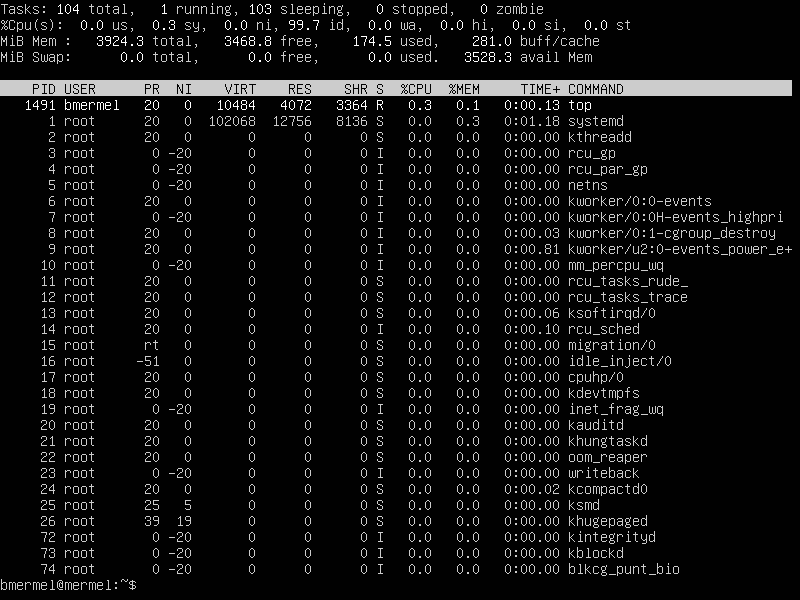 Tasks: 104 total,   1 running, 103 sleeping,   0 stopped,   0 zombie
%Cpu(s):  0.0 us,  0.3 sy,  0.0 ni, 99.7 id,  0.0 wa,  0.0 hi,  0.0 si,  0.0 st
MiB Mem :   3924.3 total,   3468.8 free,    174.5 used,    281.0 buff/cache
MiB Swap:      0.0 total,      0.0 free,      0.0 used.   3528.3 avail Mem
    PID USER      PR  NI    VIRT    RES    SHR S  %CPU  %MEM     TIME+ COMMAND
   1491 bmermel   20   0   10484   4072   3364 R   0.3   0.1   0:00.13 top
      1 root      20   0  102068  12756   8136 S   0.0   0.3   0:01.18 systemd
      2 root      20   0       0      0      0 S   0.0   0.0   0:00.00 kthreadd
      3 root       0 -20       0      0      0 I   0.0   0.0   0:00.00 rcu_gp
      4 root       0 -20       0      0      0 I   0.0   0.0   0:00.00 rcu_par_gp
      5 root       0 -20       0      0      0 I   0.0   0.0   0:00.00 netns
      6 root      20   0       0      0      0 I   0.0   0.0   0:00.00 kworker/0:0-events
      7 root       0 -20       0      0      0 I   0.0   0.0   0:00.00 kworker/0:0H-events_highpri
      8 root      20   0       0      0      0 I   0.0   0.0   0:00.03 kworker/0:1-cgroup_destroy
      9 root      20   0       0      0      0 I   0.0   0.0   0:00.81 kworker/u2:0-events_power_e+
     10 root       0 -20       0      0      0 I   0.0   0.0   0:00.00 mm_percpu_wq
     11 root      20   0       0      0      0 S   0.0   0.0   0:00.00 rcu_tasks_rude_
     12 root      20   0       0      0      0 S   0.0   0.0   0:00.00 rcu_tasks_trace
     13 root      20   0       0      0      0 S   0.0   0.0   0:00.06 ksoftirqd/0
     14 root      20   0       0      0      0 I   0.0   0.0   0:00.10 rcu_sched
     15 root      rt   0       0      0      0 S   0.0   0.0   0:00.00 migration/0
     16 root     -51   0       0      0      0 S   0.0   0.0   0:00.00 idle_inject/0
     17 root      20   0       0      0      0 S   0.0   0.0   0:00.00 cpuhp/0
     18 root      20   0       0      0      0 S   0.0   0.0   0:00.00 kdevtmpfs
     19 root       0 -20       0      0      0 I   0.0   0.0   0:00.00 inet_frag_wq
     20 root      20   0       0      0      0 S   0.0   0.0   0:00.00 kauditd
     21 root      20   0       0      0      0 S   0.0   0.0   0:00.00 khungtaskd
     22 root      20   0       0      0      0 S   0.0   0.0   0:00.00 oom_reaper
     23 root       0 -20       0      0      0 I   0.0   0.0   0:00.00 writeback
     24 root      20   0       0      0      0 S   0.0   0.0   0:00.02 kcompactd0
     25 root      25   5       0      0      0 S   0.0   0.0   0:00.00 ksmd
     26 root      39  19       0      0      0 S   0.0   0.0   0:00.00 khugepaged
     72 root       0 -20       0      0      0 I   0.0   0.0   0:00.00 kintegrityd
     73 root       0 -20       0      0      0 I   0.0   0.0   0:00.00 kblockd
     74 root       0 -20       0      0      0 I   0.0   0.0   0:00.00 blkcg_punt_bio
bmermel@mermel:~$